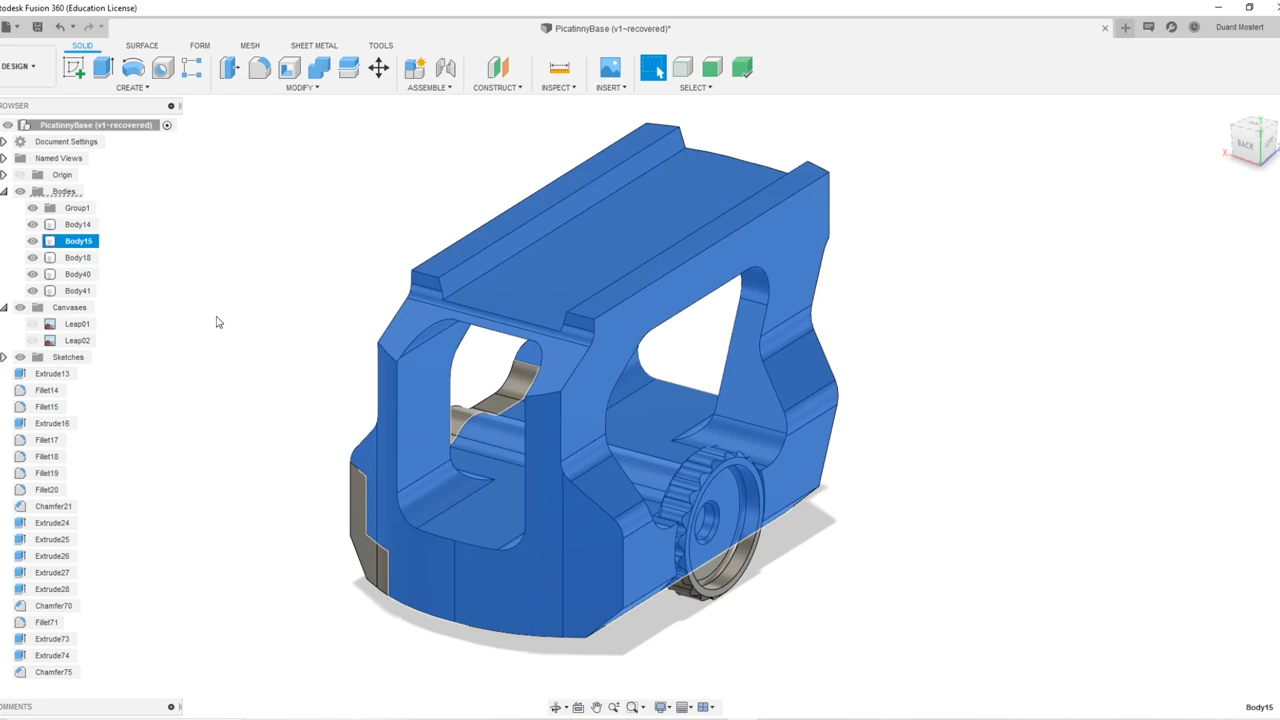 utodesk Fusion 360 (Education License)
PicatinnyBase (v1~recovered)*
Duard Mostert
SOLID SURFACE FORM MESH SHEET METAL TOOLS
DESIGN
CREATE MODIFY ASSEMBLE CONSTRUCT INSPECT INSERT SELECT
ROWSER
PicatinnyBase (v1~recovered)
Document Settings
Named Views
Origin
Bodies
Group1
Body14
Body15
Body18
Body40
Body41
Canvases
Leap01
Leap02
Sketches
Extrude13
Fillet14
Fillet15
Extrude16
Fillet17
Fillet18
Fillet19
Fillet20
Chamfer21
Extrude24
Extrude25
Extrude26
Extrude27
Extrude28
Chamfer70
Fillet71
Extrude73
Extrude74
Chamfer75
OMMENTS
BACK
X
Y
Body15